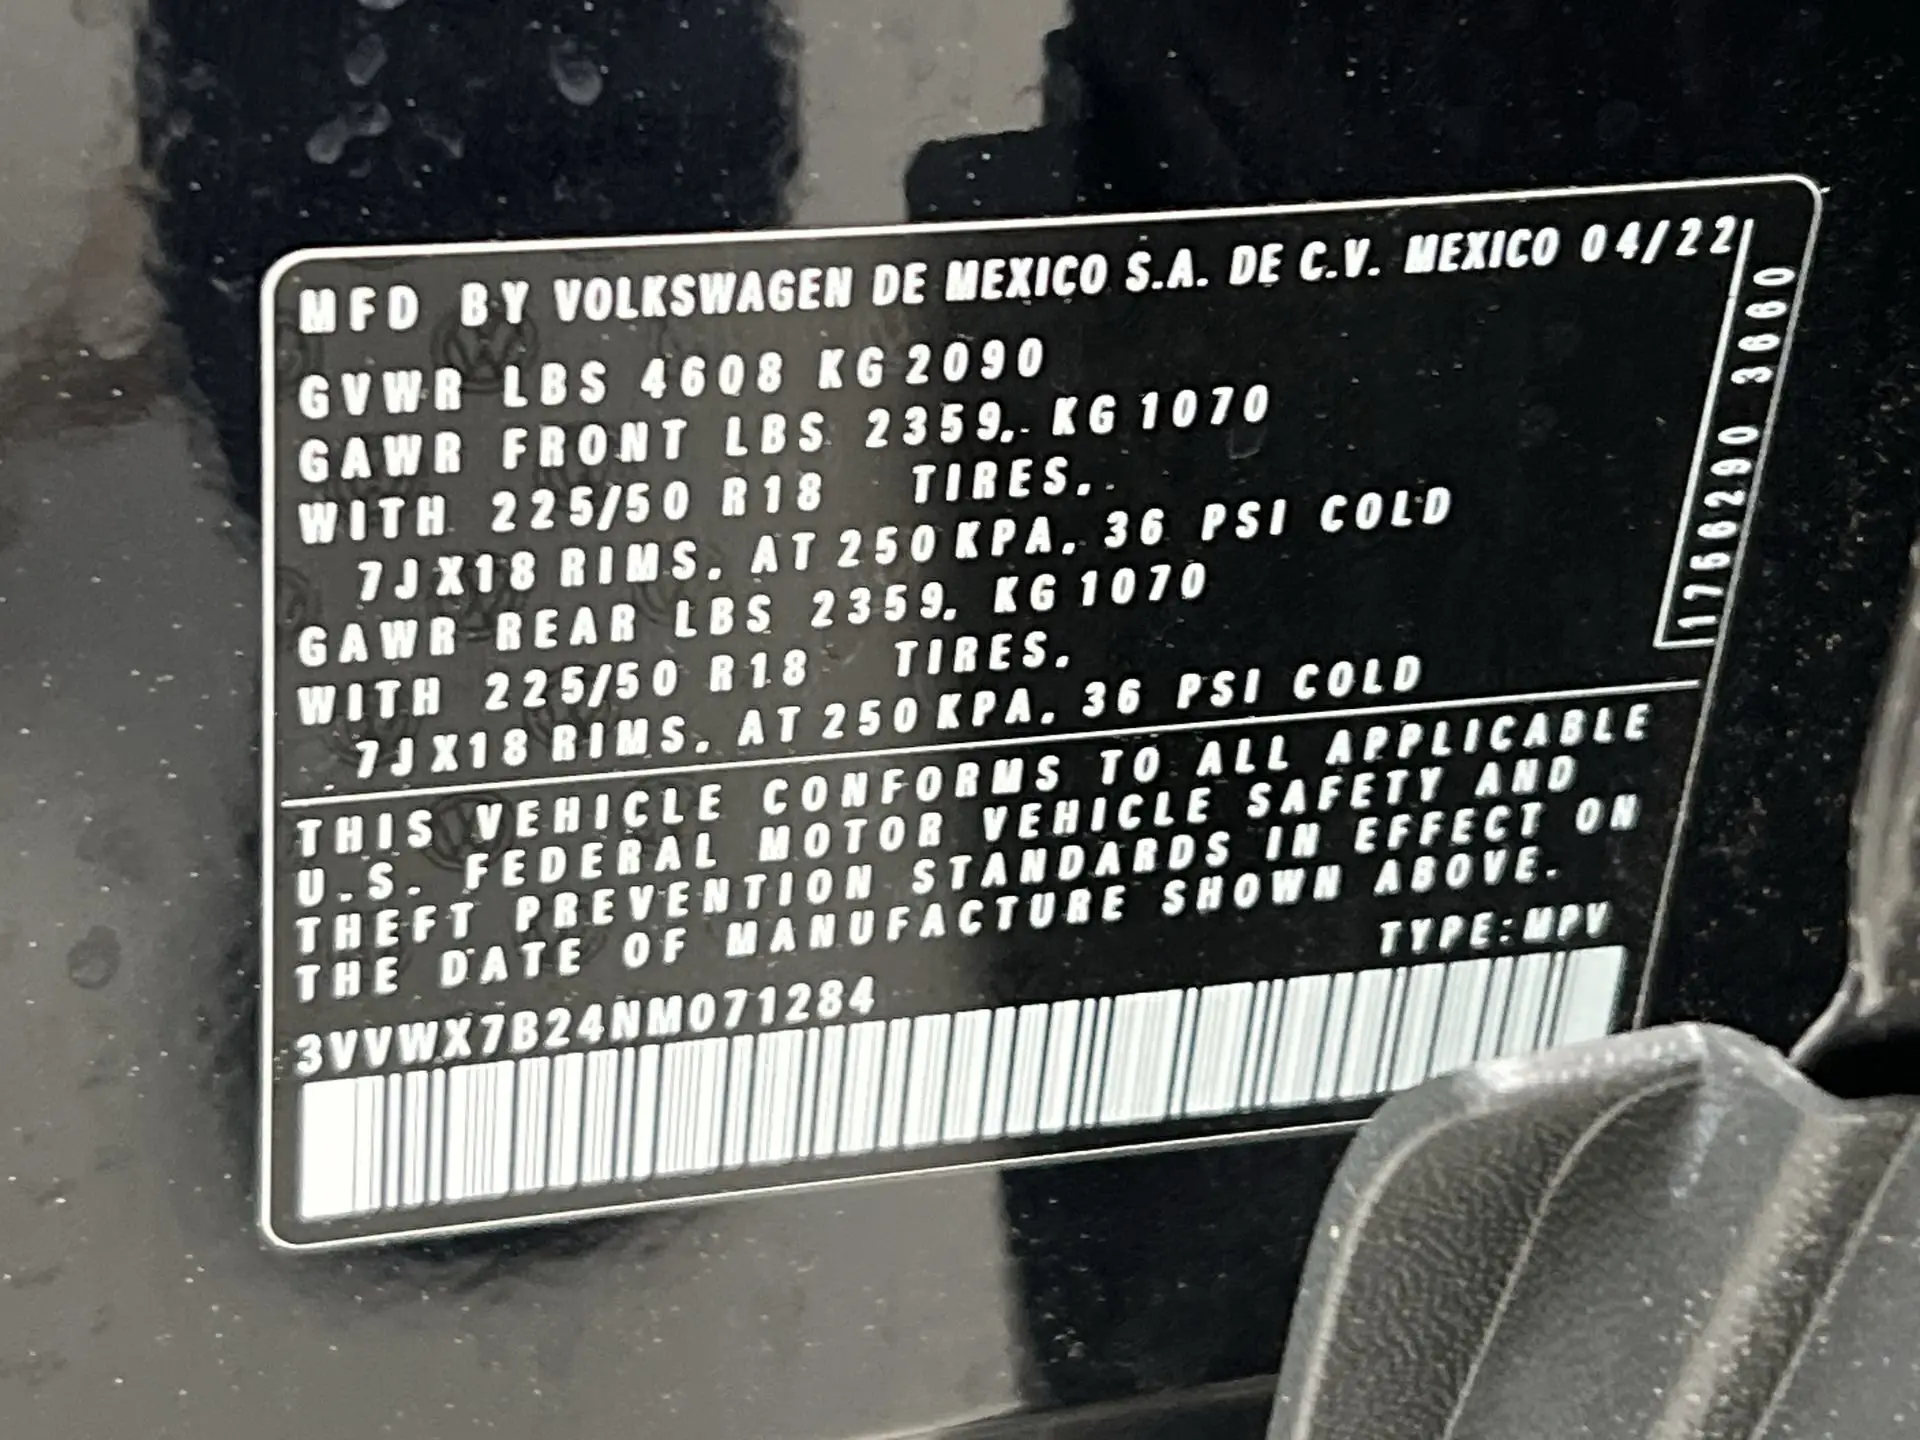 MFD BY VOLKSWAGEN DE MEXICO S.A. DE C.V. MEXICO 04/22
GVWR LBS 4608 KG 2090
GAWR FRONT LBS 2359, KG 1070
WITH 225/50 R18 TIRES,
7JX18 RIMS, AT 250 KPA, 36 PSI COLD
GAWR REAR LBS 2359, KG 1070
WITH 225/50 R18 TIRES,
7JX18 RIMS, AT 250 KPA, 36 PSI COLD
1756290 3660
THIS VEHICLE CONFORMS TO ALL APPLICABLE
U.S. FEDERAL MOTOR VEHICLE SAFETY AND
THEFT PREVENTION STANDARDS IN EFFECT ON
THE DATE OF MANUFACTURE SHOWN ABOVE.
TYPE:MPV
3VVWX7B24NM071284